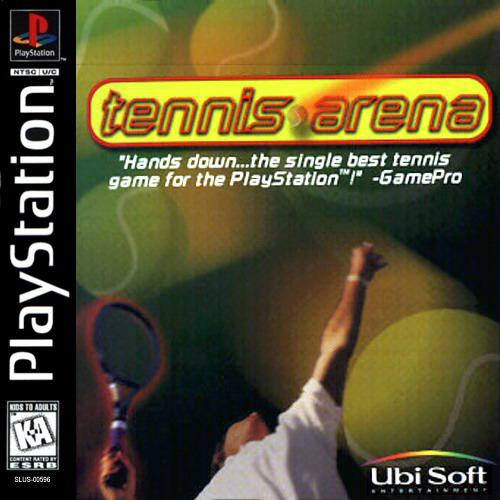 PlayStation
NTSC U/C
PlayStation
tennis arena
"Hands down...the single best tennis
game for the PlayStation™!" -GamePro
KIDS TO ADULTS
K-A
CONTENT RATED BY
ESRB
SLUS-00596
Ubi Soft
ENTERTAINMENT